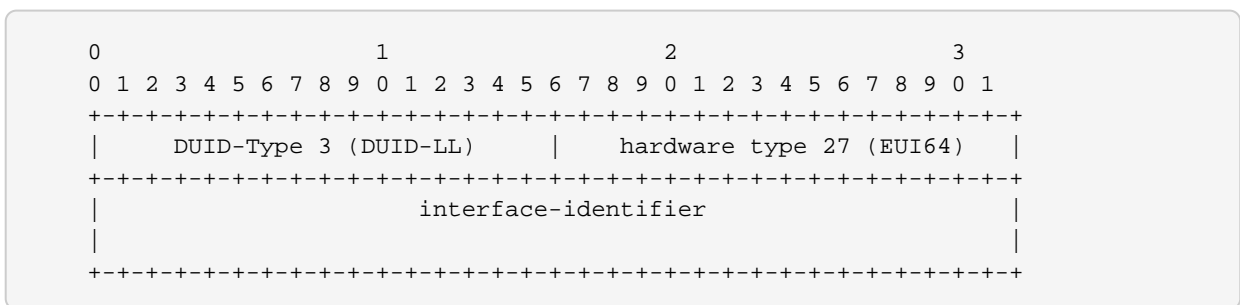 0                   1                   2                   3
0 1 2 3 4 5 6 7 8 9 0 1 2 3 4 5 6 7 8 9 0 1 2 3 4 5 6 7 8 9 0 1
+-+-+-+-+-+-+-+-+-+-+-+-+-+-+-+-+-+-+-+-+-+-+-+-+-+-+-+-+-+-+-+-+
|     DUID-Type 3 (DUID-LL)     |    hardware type 27 (EUI64)   |
+-+-+-+-+-+-+-+-+-+-+-+-+-+-+-+-+-+-+-+-+-+-+-+-+-+-+-+-+-+-+-+-+
|                      interface-identifier                     |
|                                                               |
+-+-+-+-+-+-+-+-+-+-+-+-+-+-+-+-+-+-+-+-+-+-+-+-+-+-+-+-+-+-+-+-+